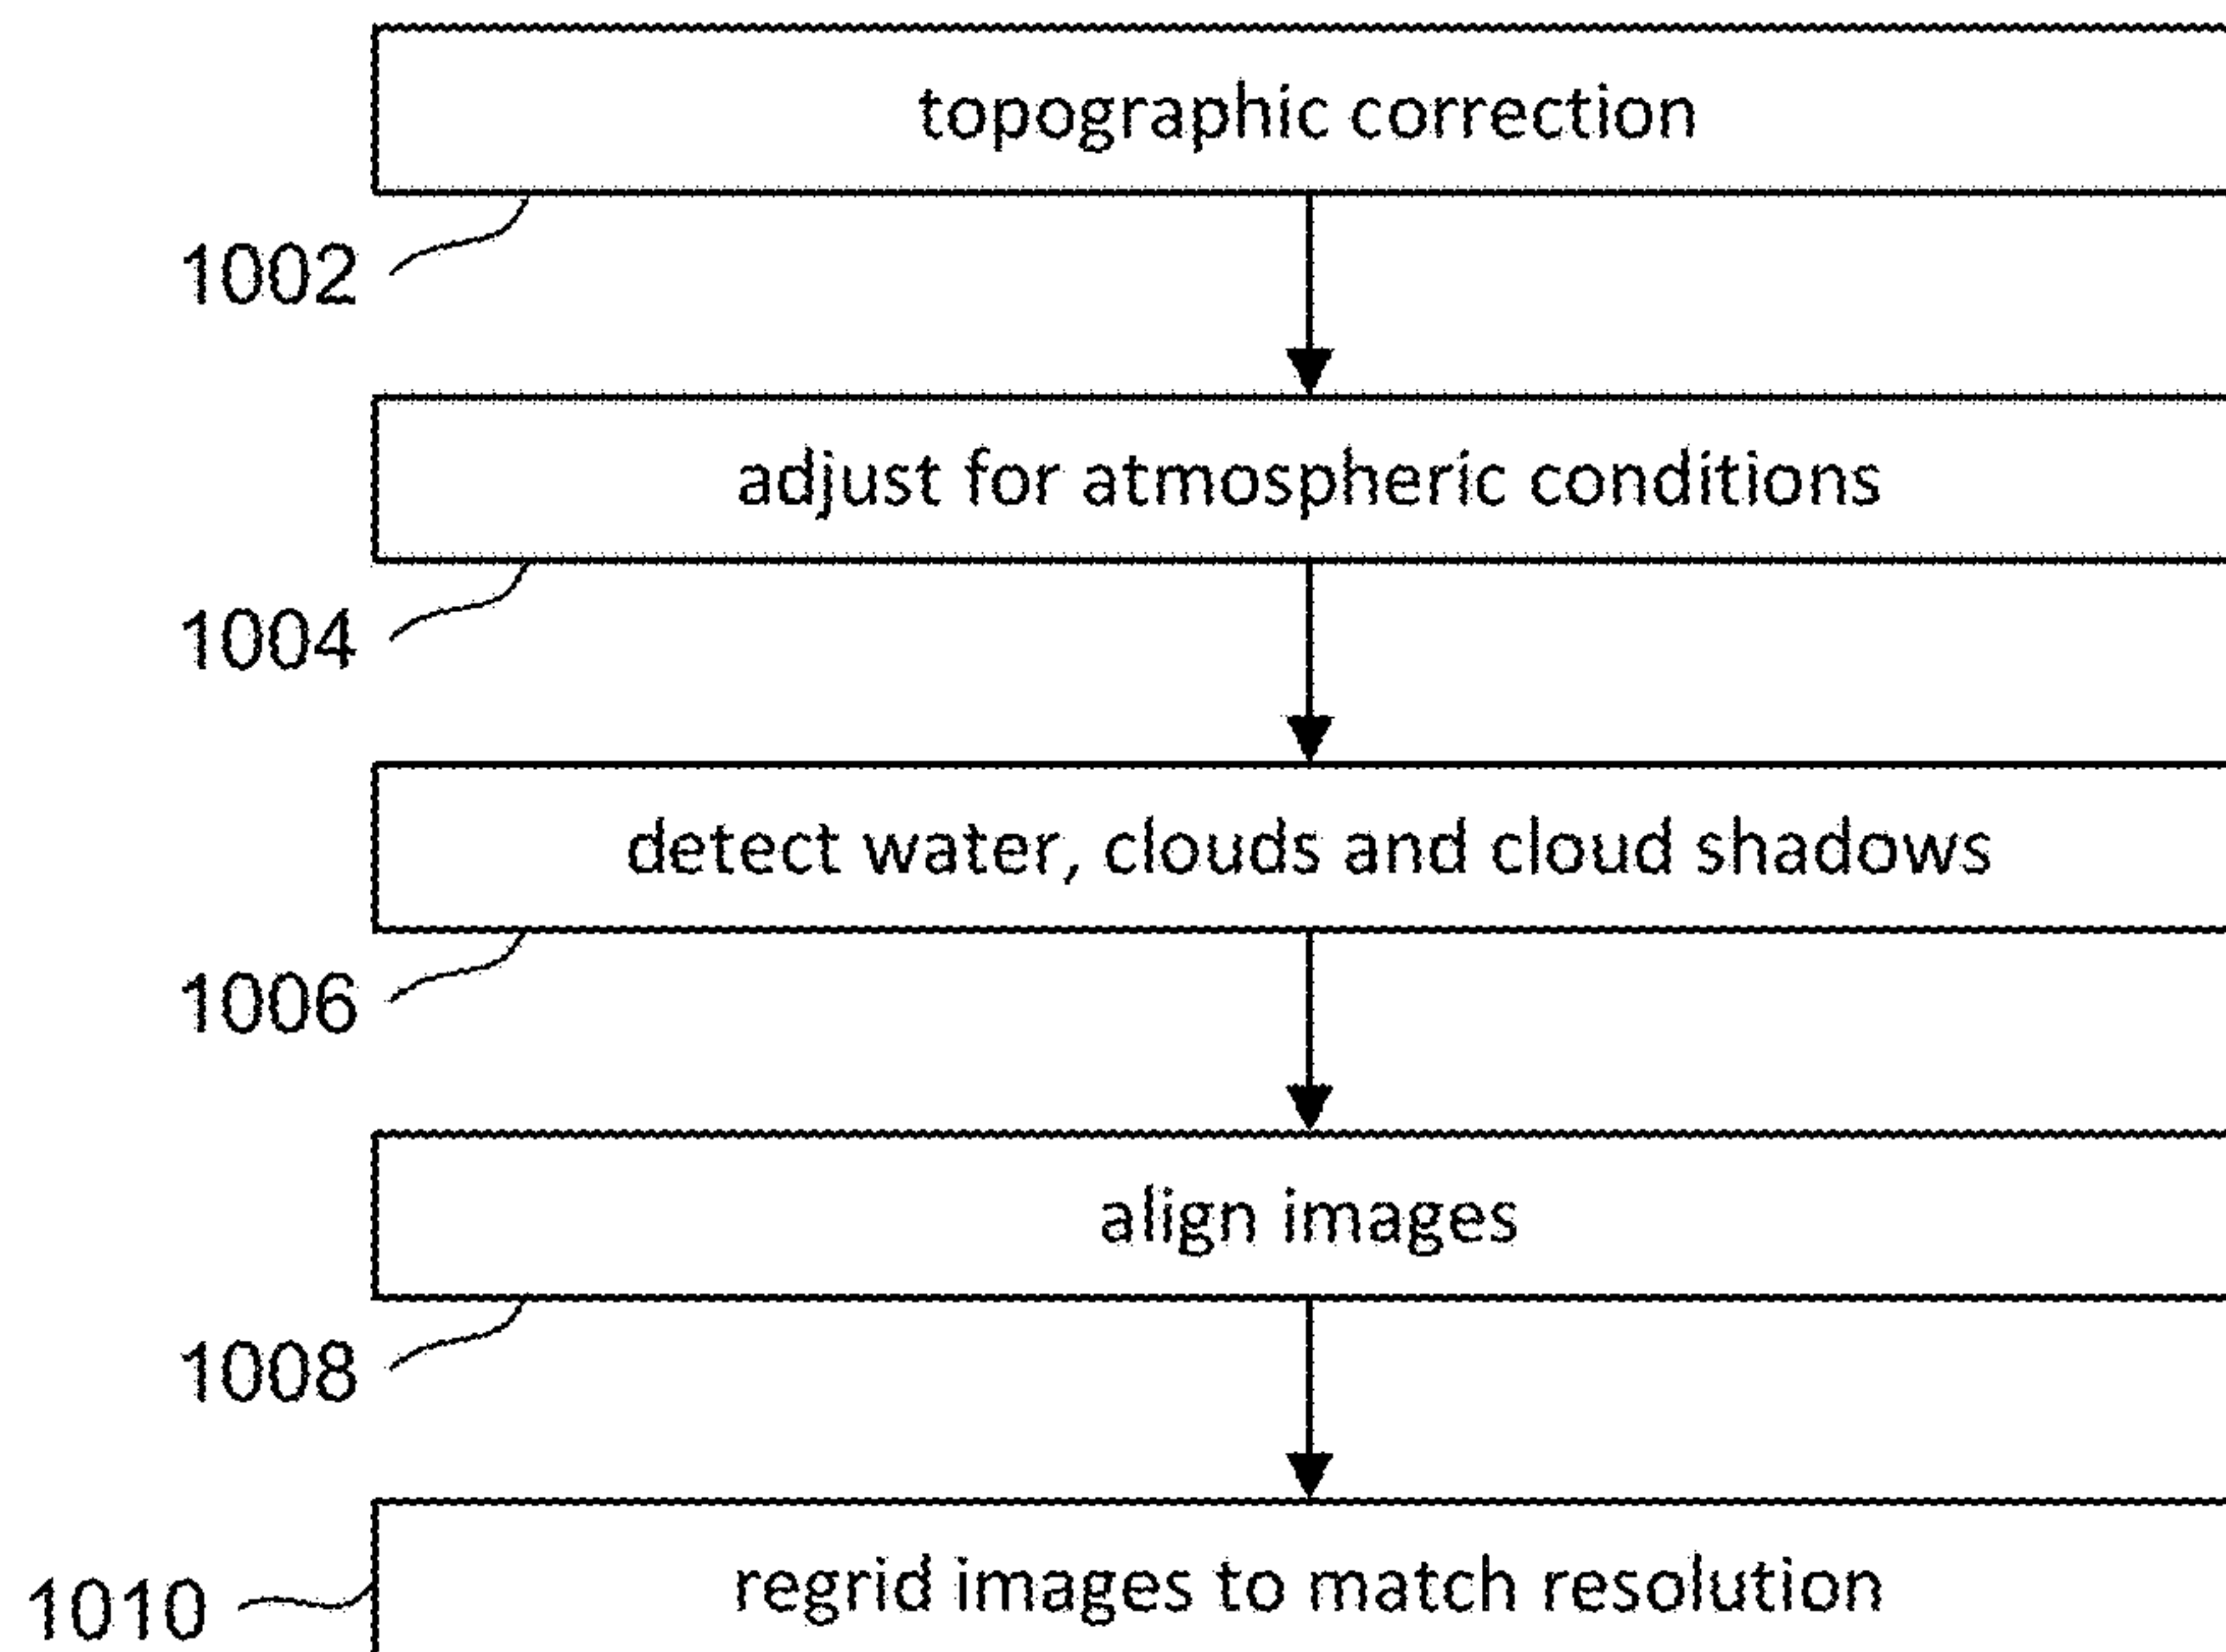 topographic correction
1002
adjust for atmospheric conditions
1004
detect water, clouds and cloud shadows
1006
align images
1008
regrid images to match resolution
1010